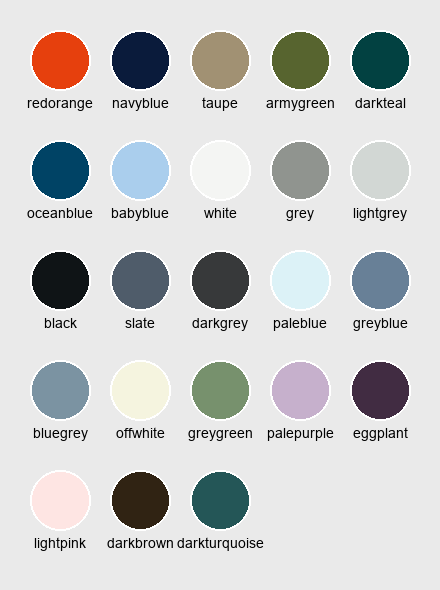 redorange navyblue taupe armygreen darkteal
oceanblue babyblue white grey lightgrey
black slate darkgrey paleblue greyblue
bluegrey offwhite greygreen palepurple eggplant
lightpink darkbrown darkturquoise